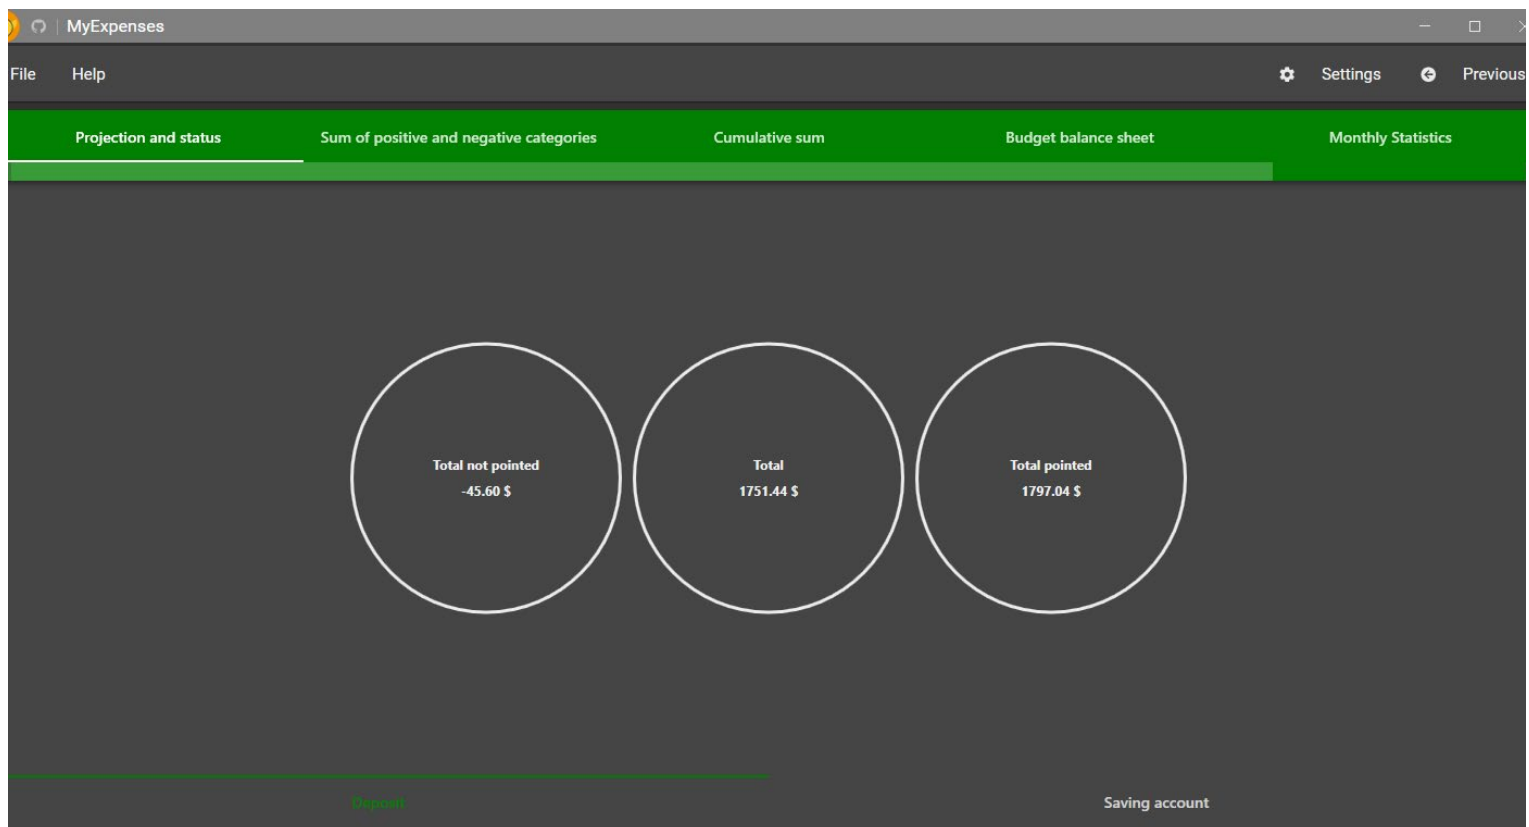 MyExpenses
File Help Settings Previous
Projection and status Sum of positive and negative categories Cumulative sum Budget balance sheet Monthly Statistics
Total not pointed Total Total pointed
-45.60 $ 1751.44 $ 1797.04 $
Deposit Saving account